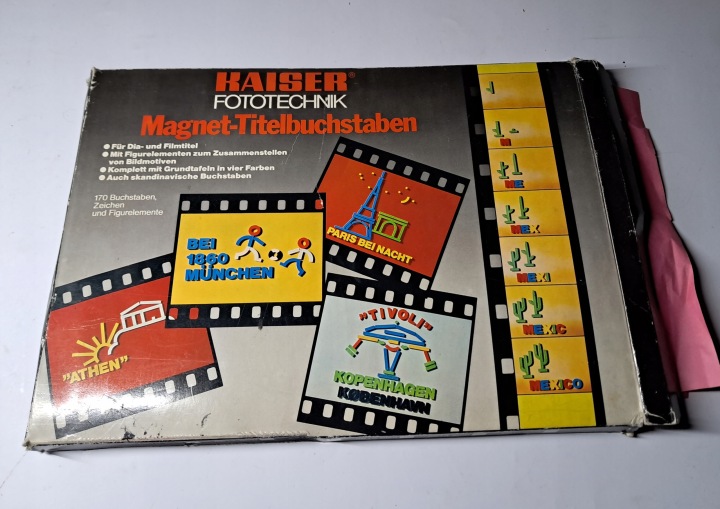 KAISER®
FOTOTECHNIK
Magnet-Titelbuchstaben
● Für Dia- und Filmtitel
● Mit Figurelementen zum Zusammenstellen
von Bildmotiven
● Komplett mit Grundtafeln in vier Farben
● Auch skandinavische Buchstaben
170 Buchstaben,
Zeichen
und Figurelemente
PARIS BEI NACHT
BEI
1860
MÜNCHEN
"ATHEN"
"TIVOLI"
KOPENHAGEN
KØBENHAVN
M
ME
MEX
MEXI
MEXIC
MEXICO